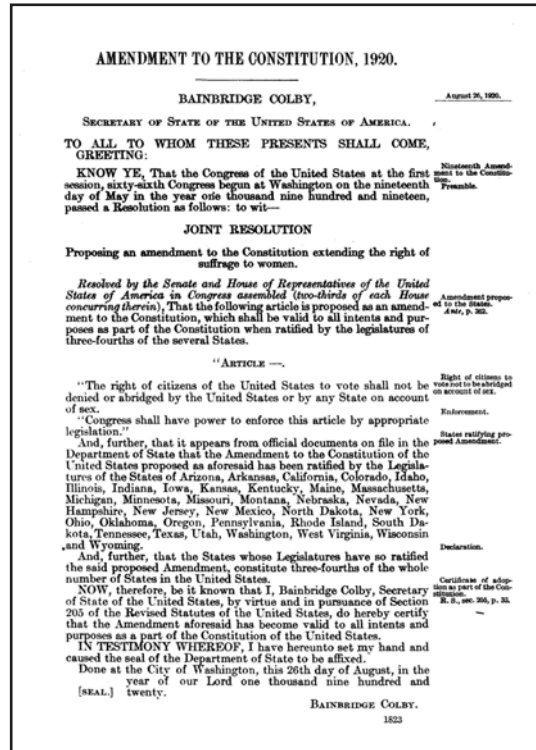 AMENDMENT TO THE CONSTITUTION, 1920.
BAINBRIDGE COLBY,
August 26, 1920.
SECRETARY OF STATE OF THE UNITED STATES OF AMERICA.
TO ALL TO WHOM THESE PRESENTS SHALL COME,
GREETING:
KNOW YE, That the Congress of the United States at the first
session, sixty-sixth Congress begun at Washington on the nineteenth
day of May in the year one thousand nine hundred and nineteen,
passed a Resolution as follows: to wit—
Nineteenth Amend-
ment to the Constitu-
tion.
Preamble.
JOINT RESOLUTION
Proposing an amendment to the Constitution extending the right of
suffrage to women.
Resolved by the Senate and House of Representatives of the United
States of America in Congress assembled (two-thirds of each House
concurring therein), That the following article is proposed as an amend-
ment to the Constitution, which shall be valid to all intents and pur-
poses as part of the Constitution when ratified by the legislatures of
three-fourths of the several States.
Amendment propos-
ed to the States.
Ante, p. 362.
"ARTICLE —.
"The right of citizens of the United States to vote shall not be
denied or abridged by the United States or by any State on account
of sex.
Right of citizens to
vote not to be abridged
on account of sex.
"Congress shall have power to enforce this article by appropriate
legislation."
Enforcement.
And, further, that it appears from official documents on file in the
Department of State that the Amendment to the Constitution of the
United States proposed as aforesaid has been ratified by the Legisla-
tures of the States of Arizona, Arkansas, California, Colorado, Idaho,
Illinois, Indiana, Iowa, Kansas, Kentucky, Maine, Massachusetts,
Michigan, Minnesota, Missouri, Montana, Nebraska, Nevada, New
Hampshire, New Jersey, New Mexico, North Dakota, New York,
Ohio, Oklahoma, Oregon, Pennsylvania, Rhode Island, South Da-
kota, Tennessee, Texas, Utah, Washington, West Virginia, Wisconsin
and Wyoming.
States ratifying pro-
posed Amendment.
And, further, that the States whose Legislatures have so ratified
the said proposed Amendment, constitute three-fourths of the whole
number of States in the United States.
Declaration.
NOW, therefore, be it known that I, Bainbridge Colby, Secretary
of State of the United States, by virtue and in pursuance of Section
205 of the Revised Statutes of the United States, do hereby certify
that the Amendment aforesaid has become valid to all intents and
purposes as a part of the Constitution of the United States.
Certificate of adop-
tion as part of the Con-
stitution.
R. S., sec. 205, p. 33.
IN TESTIMONY WHEREOF, I have hereunto set my hand and
caused the seal of the Department of State to be affixed.
Done at the City of Washington, this 26th day of August, in the
year of our Lord one thousand nine hundred and
[SEAL.] twenty.
BAINBRIDGE COLBY.
1823